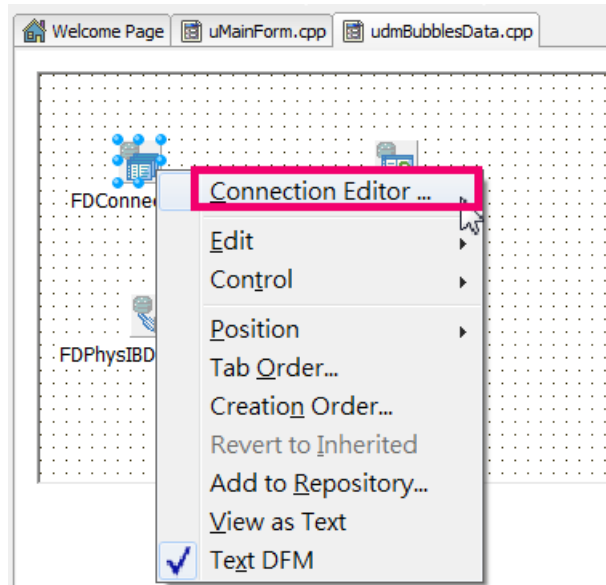 Welcome Page uMainForm.cpp udmBubblesData.cpp
FDConne
Connection Editor ...
Edit
Control
FDPhysIBD
Position
Tab Order...
Creation Order...
Revert to Inherited
Add to Repository...
View as Text
Text DFM